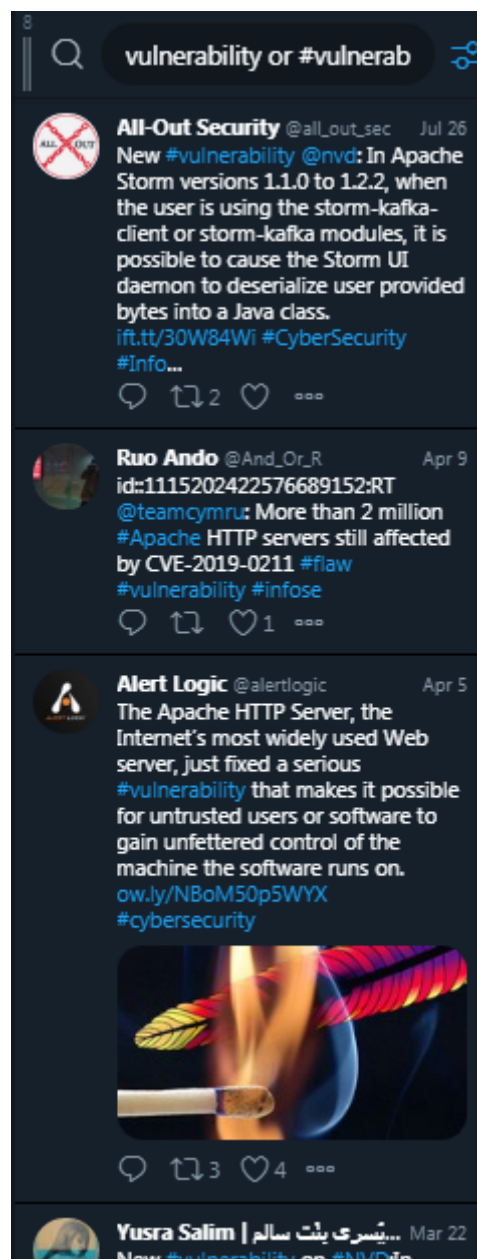 8
vulnerability or #vulnerab
All-Out Security @all_out_sec Jul 26
New #vulnerability @nvd: In Apache
Storm versions 1.1.0 to 1.2.2, when
the user is using the storm-kafka-
client or storm-kafka modules, it is
possible to cause the Storm UI
daemon to deserialize user provided
bytes into a Java class.
ift.tt/30W84Wi #CyberSecurity
#Info...
2
Ruo Ando @And_Or_R Apr 9
id::1115202422576689152:RT
@teamcymru: More than 2 million
#Apache HTTP servers still affected
by CVE-2019-0211 #flaw
#vulnerability #infose
1
Alert Logic @alertlogic Apr 5
The Apache HTTP Server, the
Internet's most widely used Web
server, just fixed a serious
#vulnerability that makes it possible
for untrusted users or software to
gain unfettered control of the
machine the software runs on.
ow.ly/NBoM50p5WYX
#cybersecurity
3 4
Yusra Salim | يُسرى بنْت سالم... Mar 22
New #vulnerability on #NVD:In